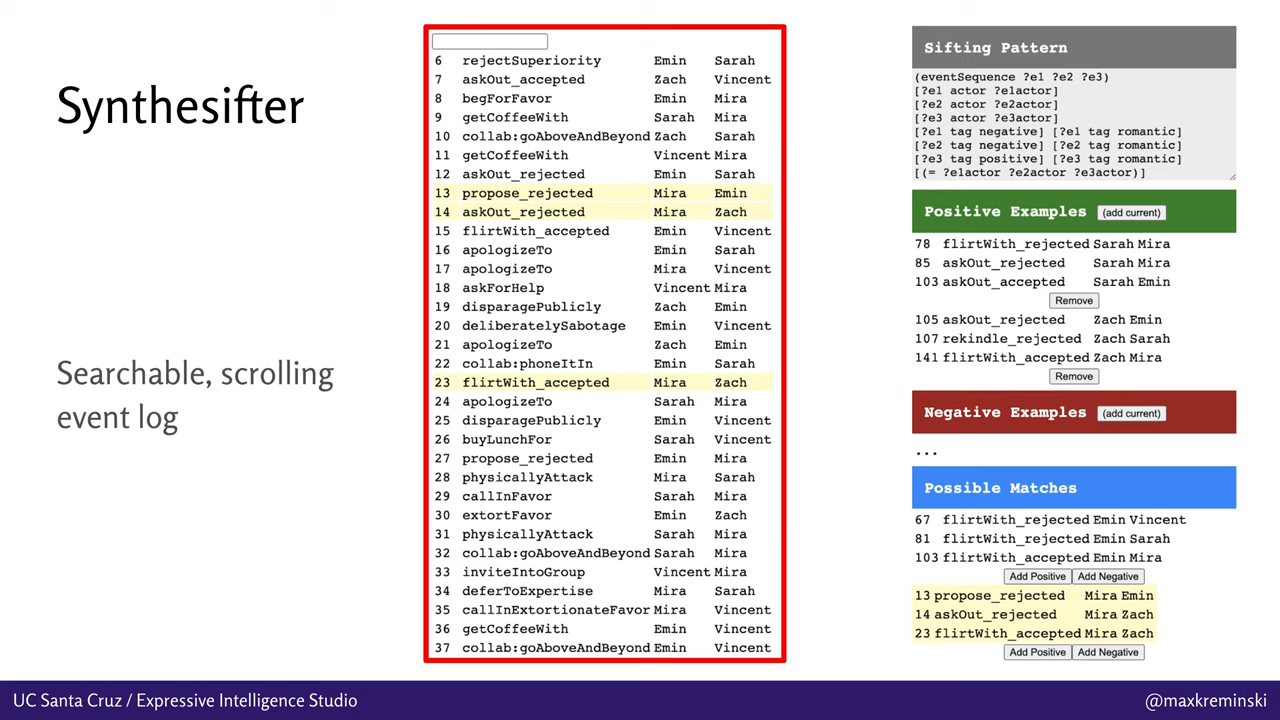 Synthesifter
Searchable, scrolling
event log
6 rejectSuperiority Emin Sarah
7 askOut_accepted Zach Vincent
8 begForFavor Emin Mira
9 getCoffeeWith Sarah Mira
10 collab:goAboveAndBeyond Zach Sarah
11 getCoffeeWith Vincent Mira
12 askOut_rejected Emin Sarah
13 propose_rejected Mira Emin
14 askOut_rejected Mira Zach
15 flirtWith_accepted Emin Vincent
16 apologizeTo Emin Sarah
17 apologizeTo Mira Vincent
18 askForHelp Vincent Mira
19 disparagePublicly Zach Emin
20 deliberatelySabotage Emin Vincent
21 apologizeTo Zach Emin
22 collab:phoneItIn Emin Sarah
23 flirtWith_accepted Mira Zach
24 apologizeTo Sarah Mira
25 disparagePublicly Emin Vincent
26 buyLunchFor Sarah Vincent
27 propose_rejected Emin Mira
28 physicallyAttack Mira Sarah
29 callInFavor Sarah Mira
30 extortFavor Emin Zach
31 physicallyAttack Sarah Mira
32 collab:goAboveAndBeyond Sarah Mira
33 inviteIntoGroup Vincent Mira
34 deferToExpertise Mira Sarah
35 callInExtortionateFavor Mira Vincent
36 getCoffeeWith Emin Vincent
37 collab:goAboveAndBeyond Emin Vincent
Sifting Pattern
(eventSequence ?e1 ?e2 ?e3)
[?e1 actor ?e1actor]
[?e2 actor ?e2actor]
[?e3 actor ?e3actor]
[?e1 tag negative] [?e1 tag romantic]
[?e2 tag negative] [?e2 tag romantic]
[?e3 tag positive] [?e3 tag romantic]
[(= ?e1actor ?e2actor ?e3actor)]
Positive Examples (add current)
78 flirtWith_rejected Sarah Mira
85 askOut_rejected Sarah Mira
103 askOut_accepted Sarah Emin
Remove
105 askOut_rejected Zach Emin
107 rekindle_rejected Zach Sarah
141 flirtWith_accepted Zach Mira
Remove
Negative Examples (add current)
...
Possible Matches
67 flirtWith_rejected Emin Vincent
81 flirtWith_rejected Emin Sarah
103 flirtWith_accepted Emin Mira
Add Positive Add Negative
13 propose_rejected Mira Emin
14 askOut_rejected Mira Zach
23 flirtWith_accepted Mira Zach
Add Positive Add Negative
UC Santa Cruz / Expressive Intelligence Studio
@maxkreminski